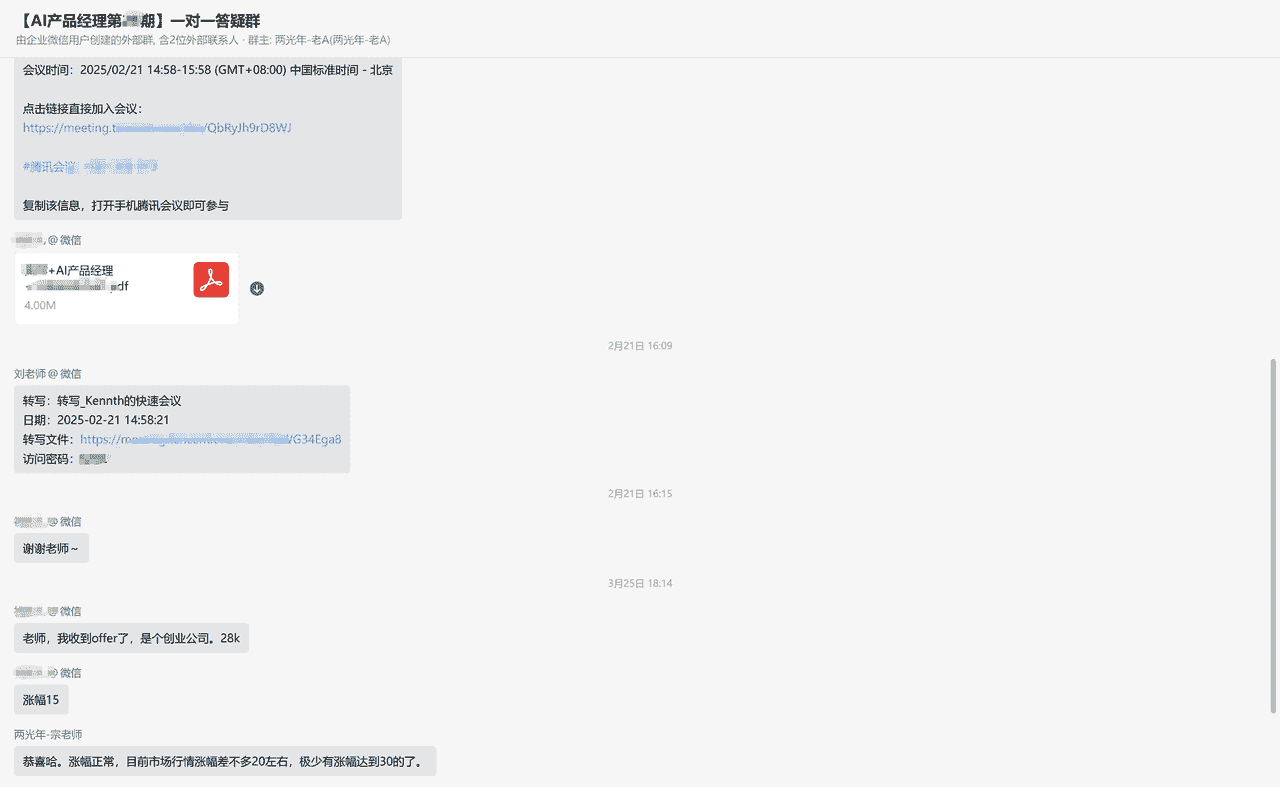 【AI产品经理第期】一对一答疑群
由企业微信用户创建的外部群, 含2位外部联系人 · 群主: 两光年-老A(两光年-老A)
会议时间：2025/02/21 14:58-15:58 (GMT+08:00) 中国标准时间 - 北京
点击链接直接加入会议：
https://meeting.t/QbRyJh9rD8WJ
#腾讯会议
复制该信息，打开手机腾讯会议即可参与
@ 微信
+AI产品经理
df
4.00M
2月21日 16:09
刘老师 @ 微信
转写：转写_Kennth的快速会议
日期：2025-02-21 14:58:21
转写文件：https://m/G34Ega8
访问密码：
2月21日 16:15
@ 微信
谢谢老师～
3月25日 18:14
@ 微信
老师，我收到offer了，是个创业公司。28k
@ 微信
涨幅15
两光年-宗老师
恭喜哈。涨幅正常，目前市场行情涨幅差不多20左右，极少有涨幅达到30的了。